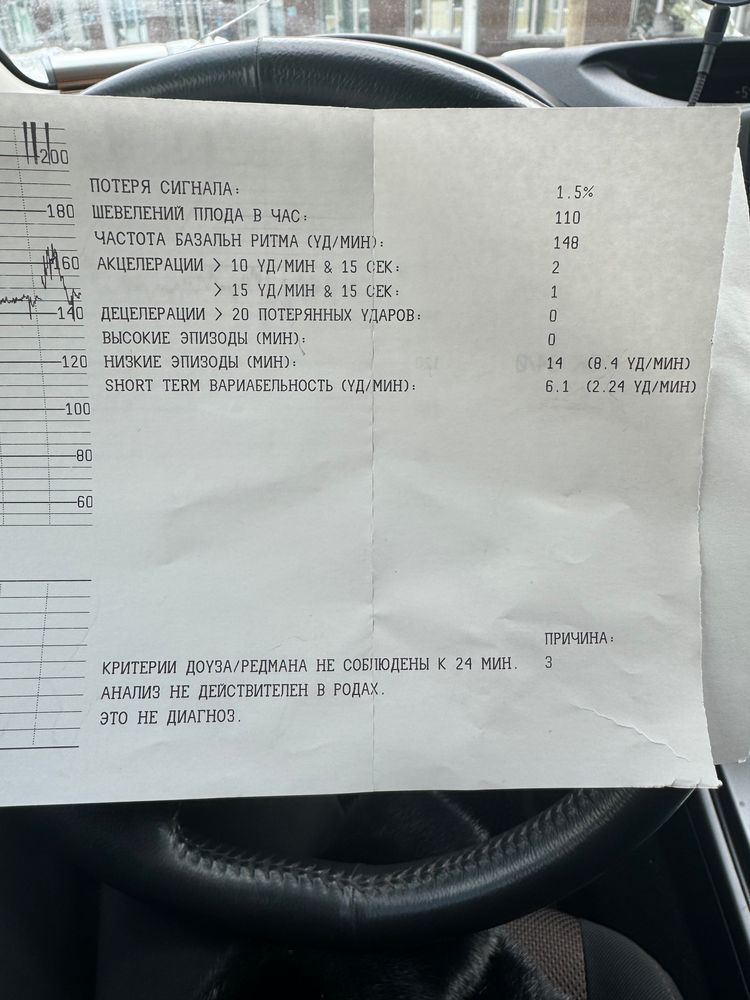 200
180
160
140
120
100
80
60
ПОТЕРЯ СИГНАЛА: 1.5%
ШЕВЕЛЕНИЙ ПЛОДА В ЧАС: 110
ЧАСТОТА БАЗАЛЬН РИТМА (УД/МИН): 148
АКЦЕЛЕРАЦИИ > 10 УД/МИН & 15 СЕК: 2
> 15 УД/МИН & 15 СЕК: 1
ДЕЦЕЛЕРАЦИИ > 20 ПОТЕРЯННЫХ УДАРОВ: 0
ВЫСОКИЕ ЭПИЗОДЫ (МИН): 0
НИЗКИЕ ЭПИЗОДЫ (МИН): 14 (8.4 УД/МИН)
SHORT TERM ВАРИАБЕЛЬНОСТЬ (УД/МИН): 6.1 (2.24 УД/МИН)
ПРИЧИНА:
КРИТЕРИИ ДОУЗА/РЕДМАНА НЕ СОБЛЮДЕНЫ К 24 МИН. 3
АНАЛИЗ НЕ ДЕЙСТВИТЕЛЕН В РОДАХ.
ЭТО НЕ ДИАГНОЗ.